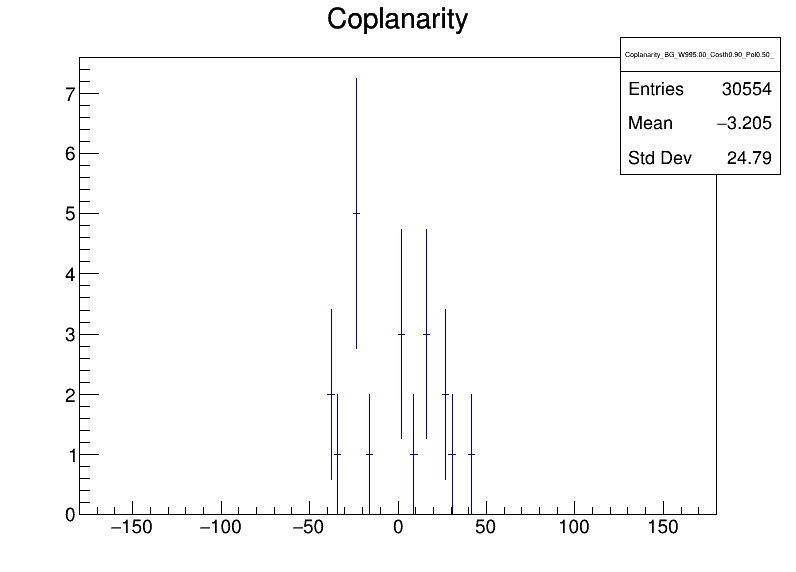 Coplanarity
Coplanarity_BG_W995.00_Costh0.90_Pol0.50_
Entries 30554
Mean −3.205
Std Dev 24.79
7
6
5
4
3
2
1
0
−150 −100 −50 0 50 100 150